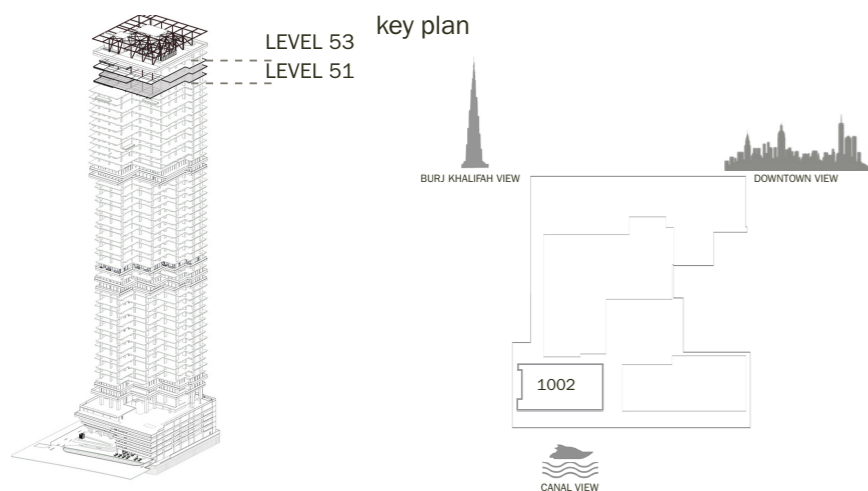 key plan
LEVEL 53
LEVEL 51
BURJ KHALIFAH VIEW
DOWNTOWN VIEW
1002
CANAL VIEW